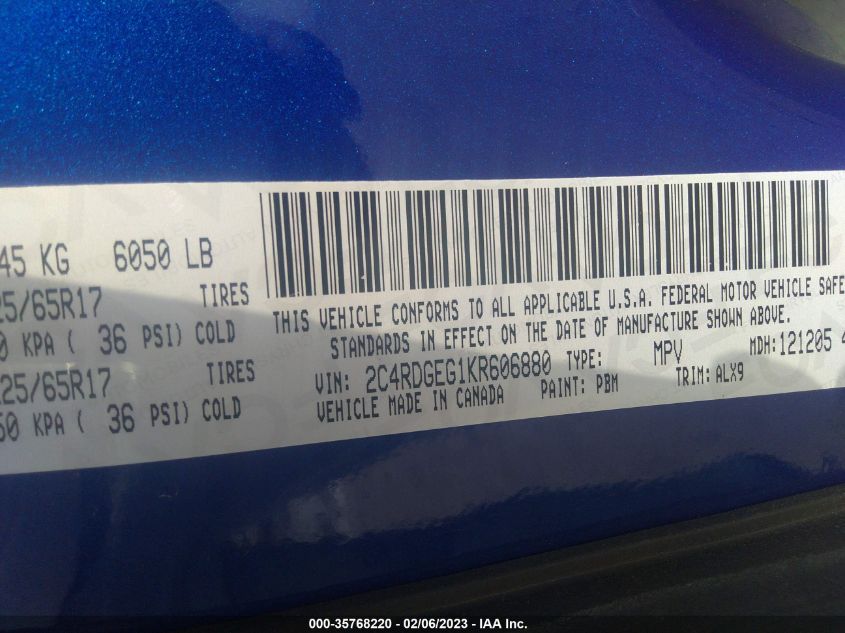 45 KG 6050 LB
25/65R17 TIRES
0 KPA ( 36 PSI) COLD
25/65R17 TIRES
50 KPA ( 36 PSI) COLD
THIS VEHICLE CONFORMS TO ALL APPLICABLE U.S.A. FEDERAL MOTOR VEHICLE SAFE
STANDARDS IN EFFECT ON THE DATE OF MANUFACTURE SHOWN ABOVE.
VIN: 2C4RDGEG1KR606880 TYPE: MPV MDH:121205 4
VEHICLE MADE IN CANADA PAINT: PBM TRIM: ALX9
000-35768220 - 02/06/2023 - IAA Inc.